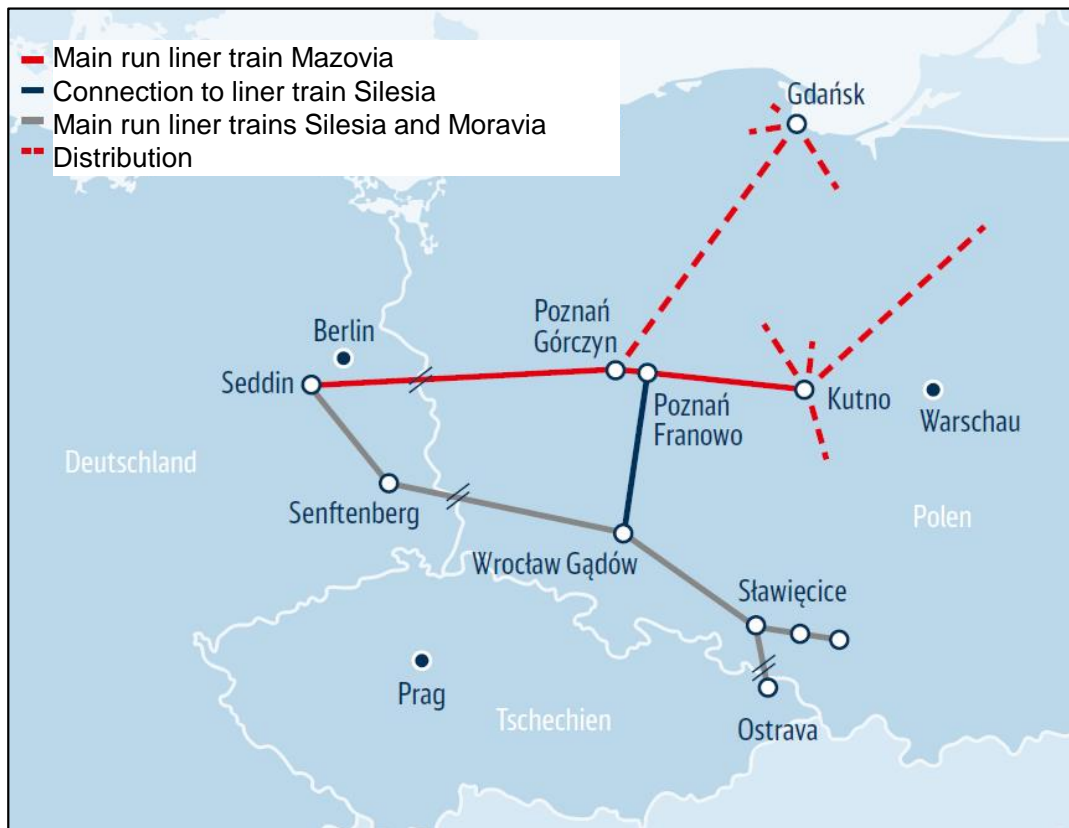 Main run liner train Mazovia
Connection to liner train Silesia
Main run liner trains Silesia and Moravia
Distribution
Gdańsk
Poznań
Górczyn
Berlin
Seddin
Kutno
Poznań
Franowo
Warschau
Deutschland
Senftenberg
Polen
Wrocław Gądów
Sławięcice
Prag
Tschechien
Ostrava